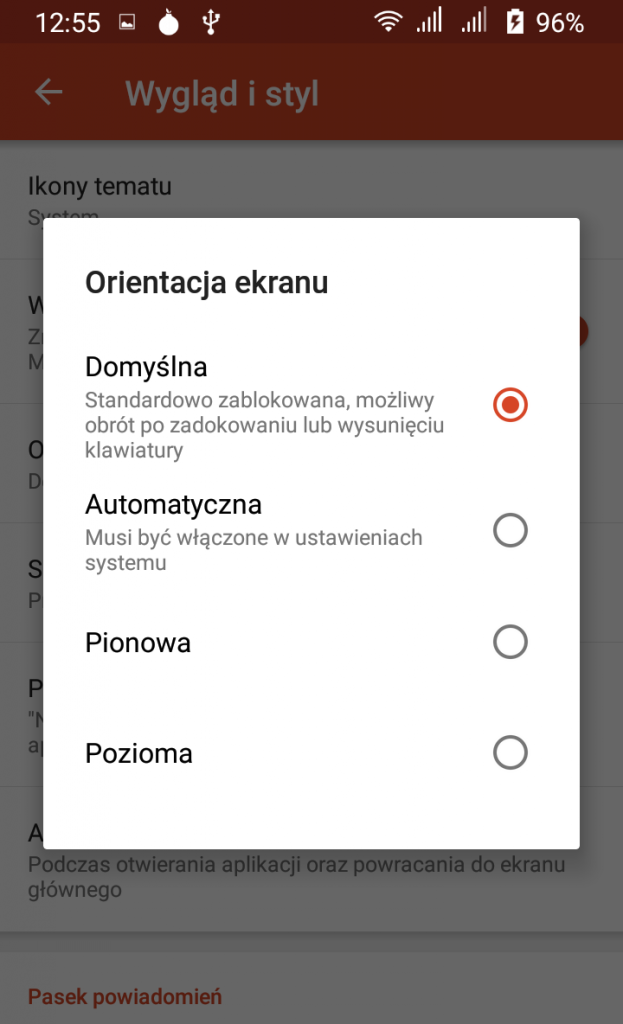 12:55
96%
Wygląd i styl
Ikony tematu
System
Orientacja ekranu
Domyślna
Standardowo zablokowana, możliwy
obrót po zadokowaniu lub wysunięciu
klawiatury
Automatyczna
Musi być włączone w ustawieniach
systemu
Pionowa
Pozioma
Podczas otwierania aplikacji oraz powracania do ekranu
głównego
Pasek powiadomień